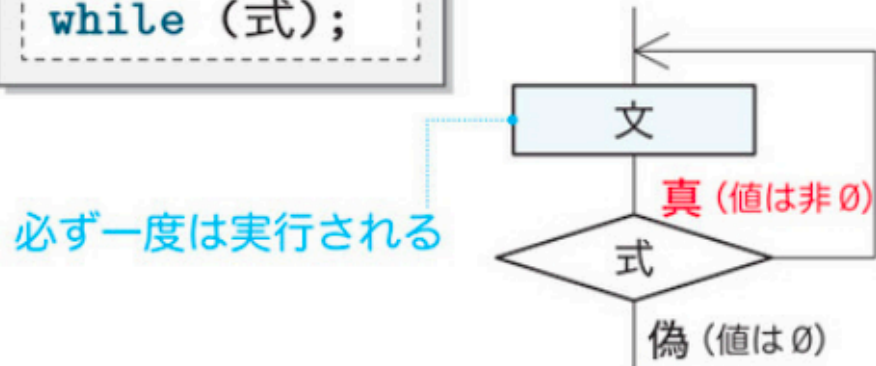 while (式);
文
真 (値は非 0)
必ず一度は実行される
式
偽 (値は 0)